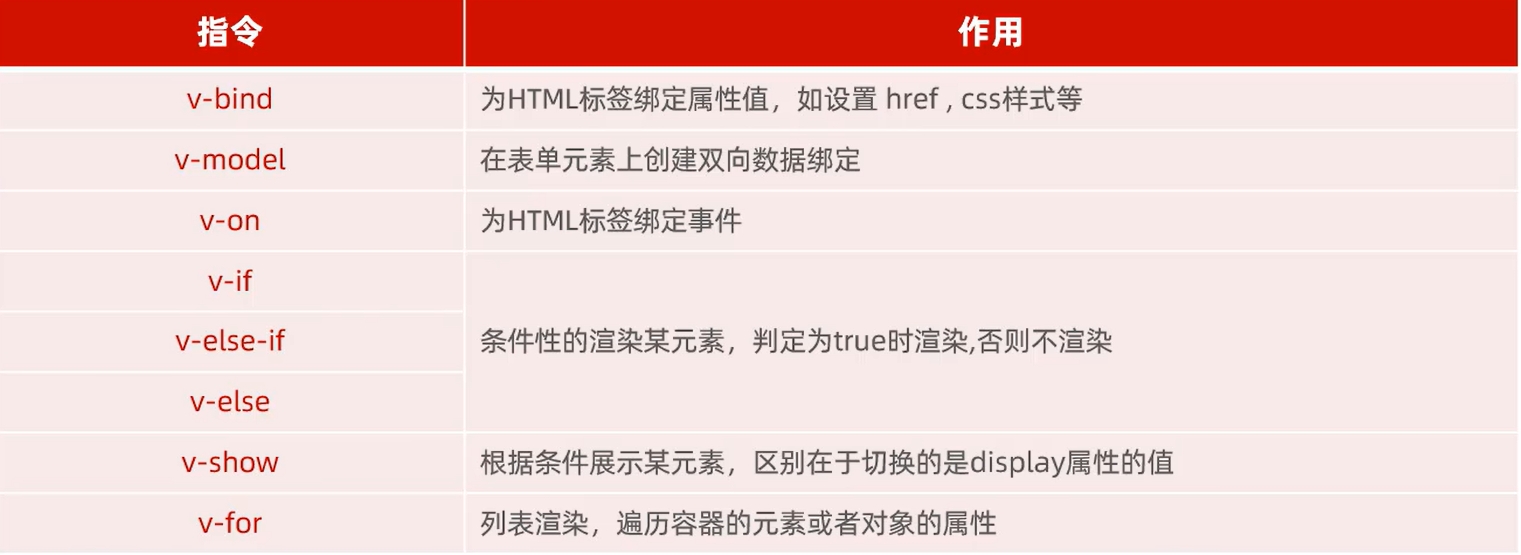 指令 作用
v-bind 为HTML标签绑定属性值，如设置 href , css样式等
v-model 在表单元素上创建双向数据绑定
v-on 为HTML标签绑定事件
v-if
v-else-if 条件性的渲染某元素，判定为true时渲染,否则不渲染
v-else
v-show 根据条件展示某元素，区别在于切换的是display属性的值
v-for 列表渲染，遍历容器的元素或者对象的属性